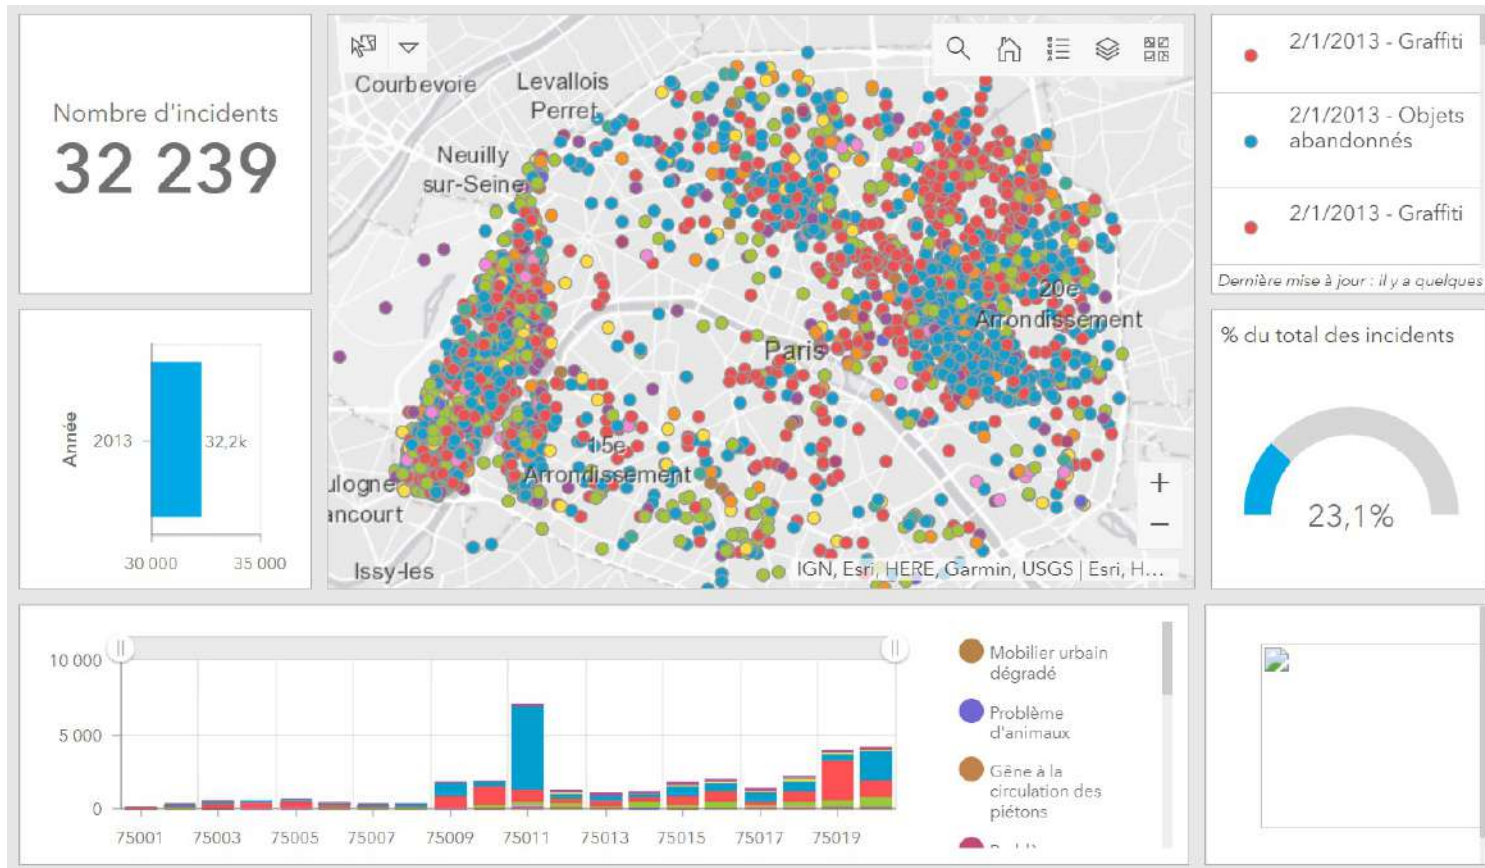 Nombre d'incidents
32 239
Courbevoie
Levallois
Perret
Neuilly
sur-Seine
20e
Arrondissement
Paris
15e
Arrondissement
ulogne
ancourt
Issy-les
IGN, Esri, HERE, Garmin, USGS | Esri, H...
2/1/2013 - Graffiti
2/1/2013 - Objets
abandonnés
2/1/2013 - Graffiti
Dernière mise à jour : il y a quelques
Année
2013
32,2k
30 000
35 000
% du total des incidents
23,1%
10 000
5 000
0
75001
75003
75005
75007
75009
75011
75013
75015
75017
75019
Mobilier urbain
dégradé
Problème
d'animaux
Gêne à la
circulation des
piétons